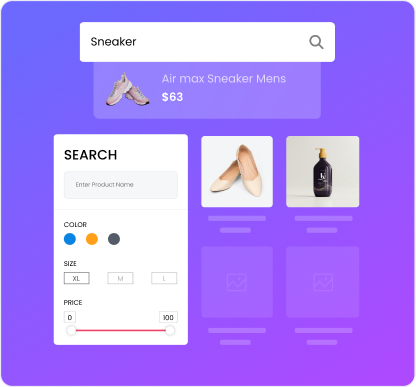 Sneaker
Air max Sneaker Mens
$63
SEARCH
Enter Product Name
COLOR
SIZE
XL
M
L
PRICE
0
100